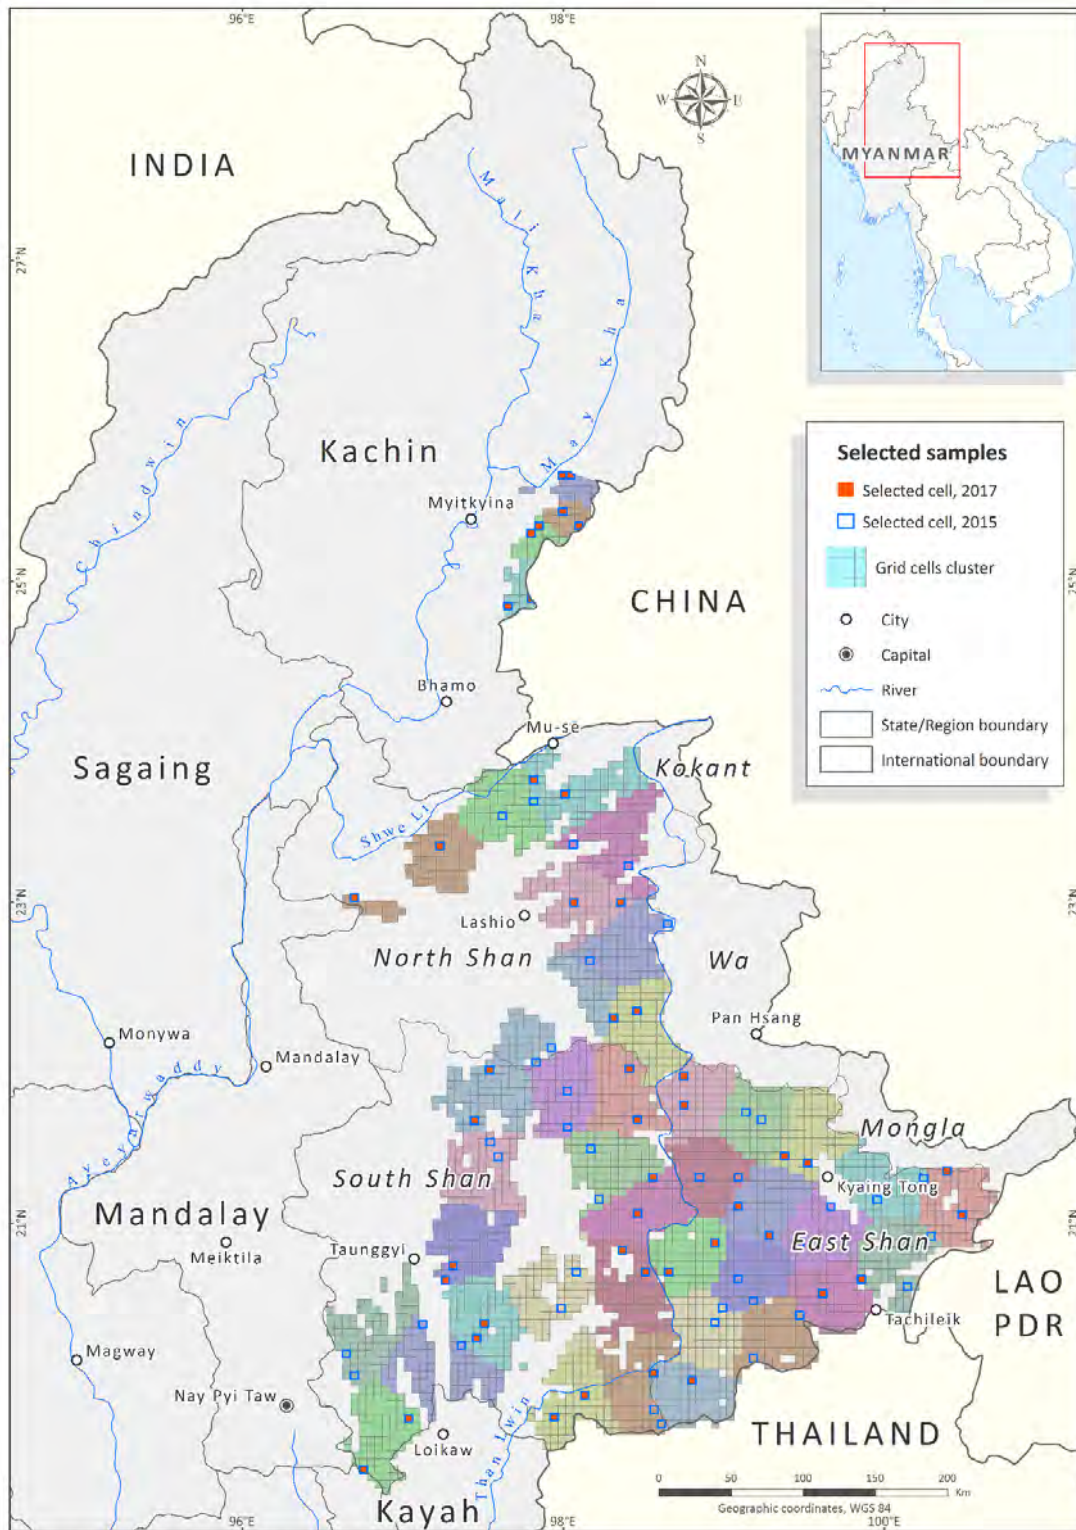 96°E
98°E
N
W
E
S
INDIA
MYANMAR
Mali Kha
May Kha
27°N
Chindwin
Kachin
Myitkyina
Selected samples
Selected cell, 2017
Selected cell, 2015
Grid cells cluster
City
Capital
River
State/Region boundary
International boundary
25°N
25°N
CHINA
Bhamo
Mu-se
Sagaing
Kokant
Shwe Li
23°N
23°N
Lashio
North Shan
Wa
Pan Hsang
Monywa
Mandalay
Ayeyarwaddy
Mongla
South Shan
Kyaing Tong
21°N
21°N
Mandalay
Meiktila
Taunggyi
East Shan
LAO
PDR
Tachileik
Magway
Nay Pyi Taw
Loikaw
Than Lwin
THAILAND
Kayah
0 50 100 150 200
Km
Geographic coordinates, WGS 84
96°E
98°E
100°E